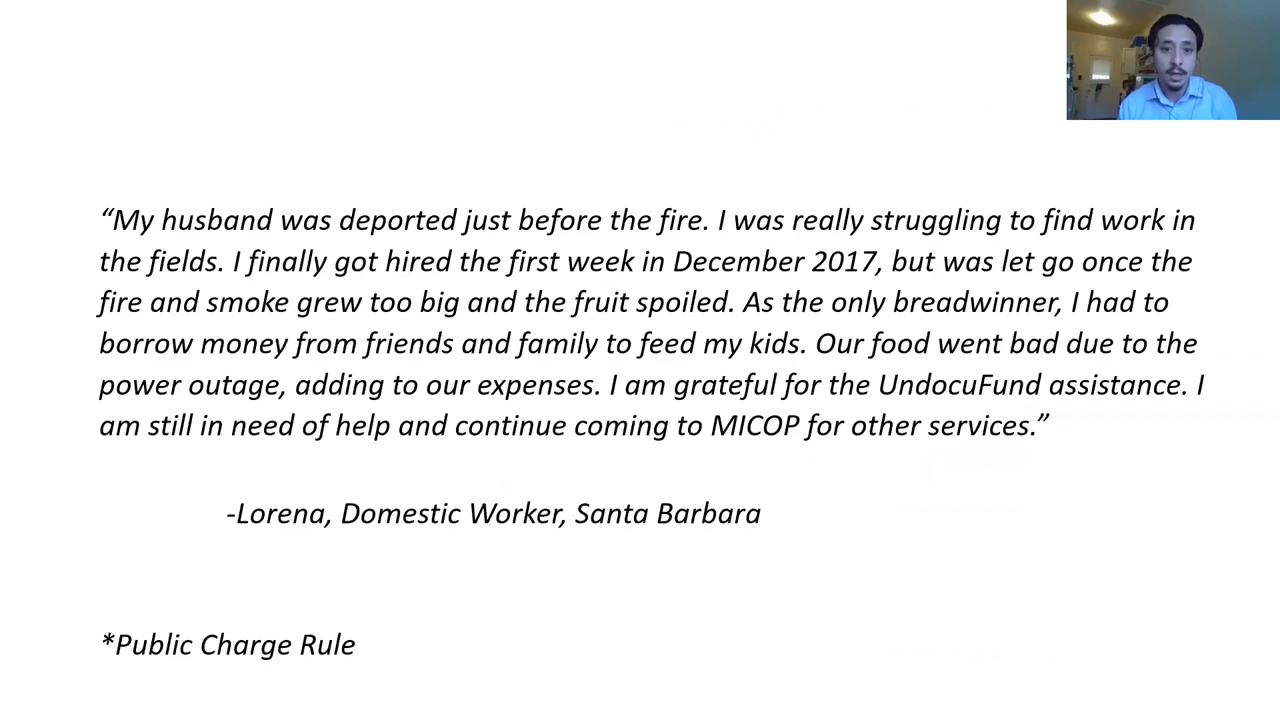 “My husband was deported just before the fire. I was really struggling to find work in
the fields. I finally got hired the first week in December 2017, but was let go once the
fire and smoke grew too big and the fruit spoiled. As the only breadwinner, I had to
borrow money from friends and family to feed my kids. Our food went bad due to the
power outage, adding to our expenses. I am grateful for the UndocuFund assistance. I
am still in need of help and continue coming to MICOP for other services.”
-Lorena, Domestic Worker, Santa Barbara
*Public Charge Rule